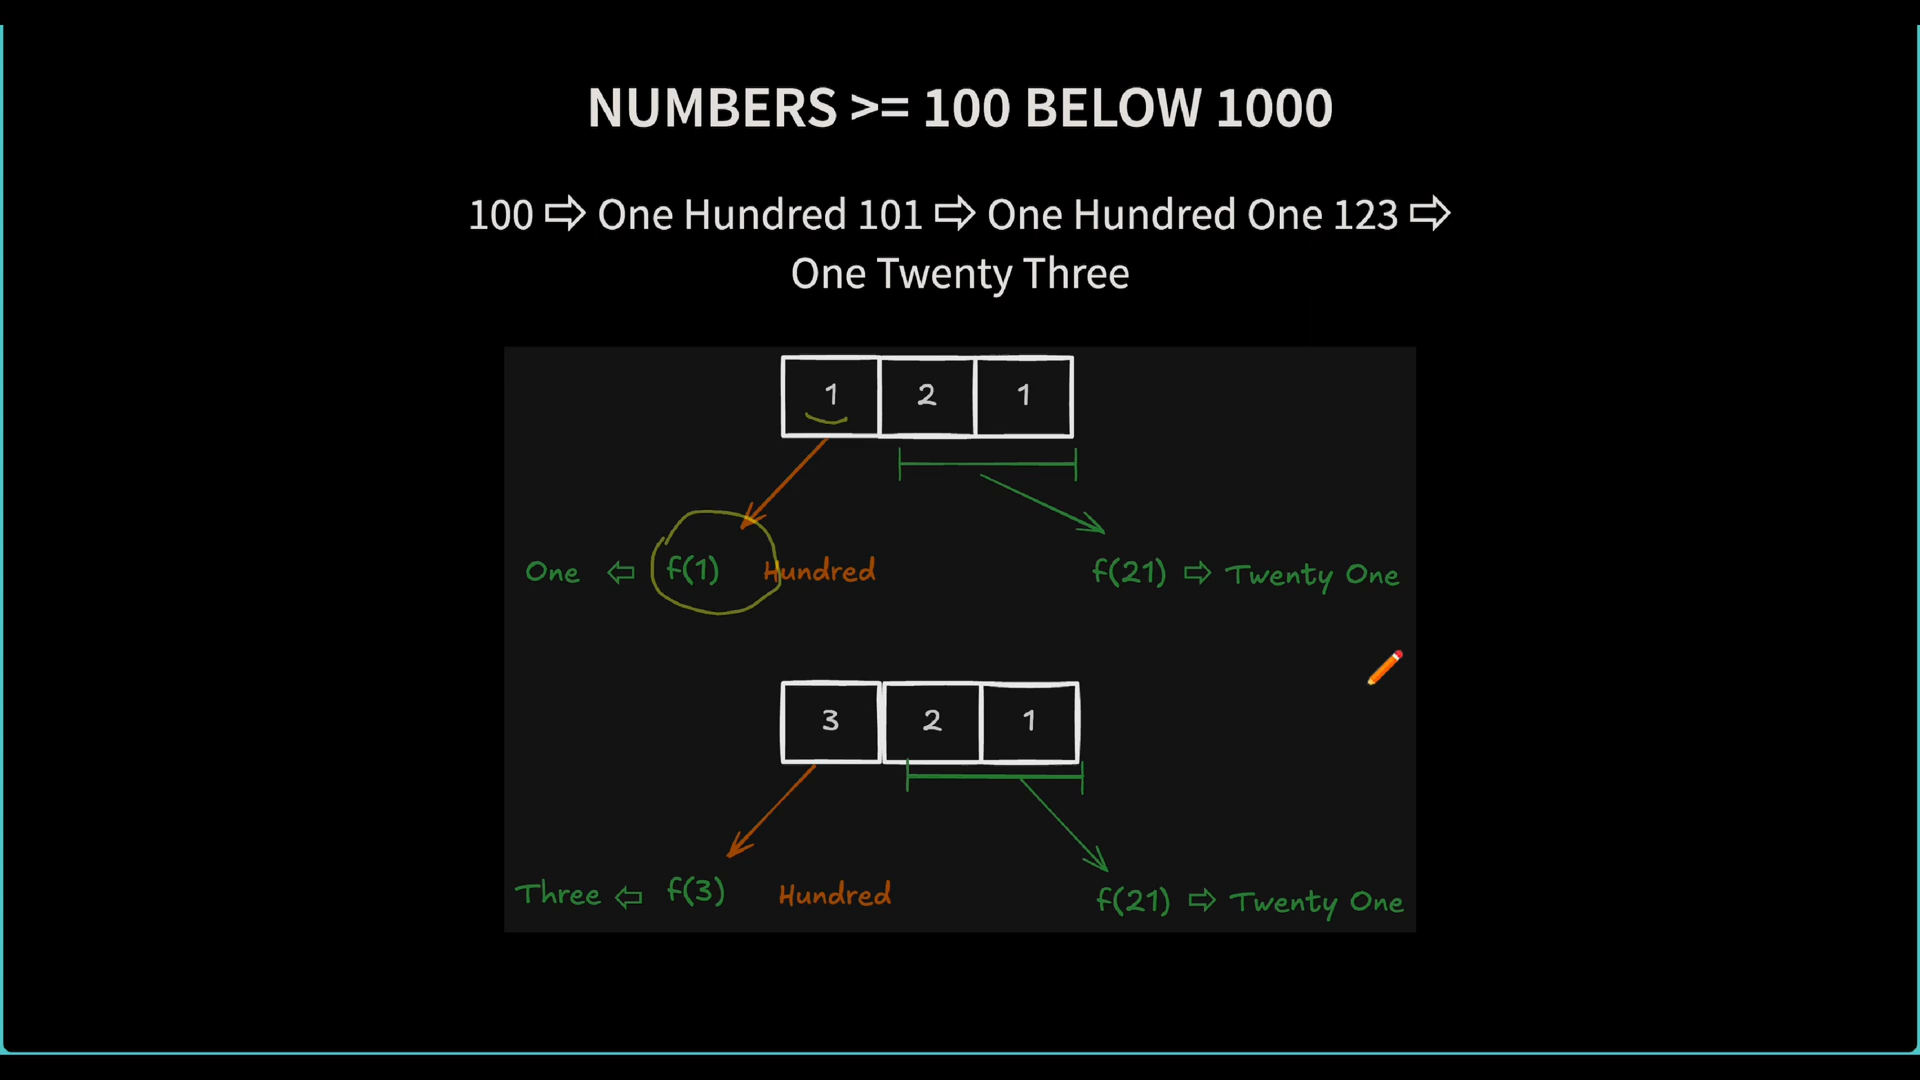 NUMBERS >= 100 BELOW 1000
100 ⇨ One Hundred 101 ⇨ One Hundred One 123 ⇨
One Twenty Three
1 2 1
One ⇦ f(1) Hundred f(21) ⇨ Twenty One
3 2 1
Three ⇦ f(3) Hundred f(21) ⇨ Twenty One